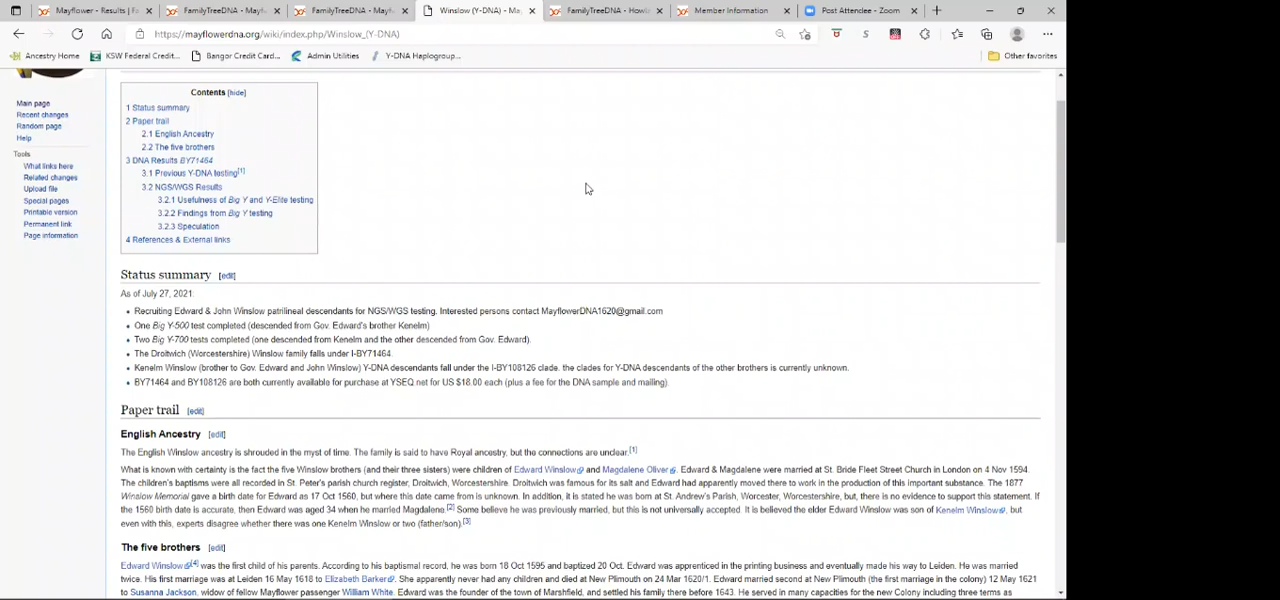 Mayflower - Results | Fa
FamilyTreeDNA - Mayfl
FamilyTreeDNA - Mayfl
Winslow (Y-DNA) - May
FamilyTreeDNA - Howla
Member Information
Post Attendee - Zoom
https://mayflowerdna.org/wiki/index.php/Winslow_(Y-DNA)
Ancestry Home
KSW Federal Credit...
Bangor Credit Card...
Admin Utilities
Y-DNA Haplogroup...
Other favorites
Main page
Recent changes
Random page
Help
Tools
What links here
Related changes
Upload file
Special pages
Printable version
Permanent link
Page information
Contents [hide]
1 Status summary
2 Paper trail
2.1 English Ancestry
2.2 The five brothers
3 DNA Results BY71464
3.1 Previous Y-DNA testing[1]
3.2 NGS/WGS Results
3.2.1 Usefulness of Big Y and Y-Elite testing
3.2.2 Findings from Big Y testing
3.2.3 Speculation
4 References & External links
Status summary [edit]
As of July 27, 2021:
• Recruiting Edward & John Winslow patrilineal descendants for NGS/WGS testing. Interested persons contact MayflowerDNA1620@gmail.com
• One Big Y-500 test completed (descended from Gov. Edward's brother Kenelm)
• Two Big Y-700 tests completed (one descended from Kenelm and the other descended from Gov. Edward).
• The Droitwich (Worcestershire) Winslow family falls under I-BY71464.
• Kenelm Winslow (brother to Gov. Edward and John Winslow) Y-DNA descendants fall under the I-BY108126 clade, the clades for Y-DNA descendants of the other brothers is currently unknown.
• BY71464 and BY108126 are both currently available for purchase at YSEQ net for US $18.00 each (plus a fee for the DNA sample and mailing).
Paper trail [edit]
English Ancestry [edit]
The English Winslow ancestry is shrouded in the myst of time. The family is said to have Royal ancestry, but the connections are unclear.[1]
What is known with certainty is the fact the five Winslow brothers (and their three sisters) were children of Edward Winslow and Magdalene Oliver. Edward & Magdalene were married at St. Bride Fleet Street Church in London on 4 Nov 1594.
The children's baptisms were all recorded in St. Peter's parish church register, Droitwich, Worcestershire. Droitwich was famous for its salt and Edward had apparently moved there to work in the production of this important substance. The 1877
Winslow Memorial gave a birth date for Edward as 17 Oct 1560, but where this date came from is unknown. In addition, it is stated he was born at St. Andrew's Parish, Worcester, Worcestershire, but, there is no evidence to support this statement. If
the 1560 birth date is accurate, then Edward was aged 34 when he married Magdalene.[2] Some believe he was previously married, but this is not universally accepted. It is believed the elder Edward Winslow was son of Kenelm Winslow, but
even with this, experts disagree whether there was one Kenelm Winslow or two (father/son).[3]
The five brothers [edit]
Edward Winslow[4] was the first child of his parents. According to his baptismal record, he was born 18 Oct 1595 and baptized 20 Oct. Edward was apprenticed in the printing business and eventually made his way to Leiden. He was married
twice. His first marriage was at Leiden 16 May 1618 to Elizabeth Barker. She apparently never had any children and died at New Plimouth on 24 Mar 1620/1. Edward married second at New Plimouth (the first marriage in the colony) 12 May 1621
to Susanna Jackson, widow of fellow Mayflower passenger William White. Edward was the founder of the town of Marshfield, and settled his family there before 1643. He served in many capacities for the new Colony including three terms as